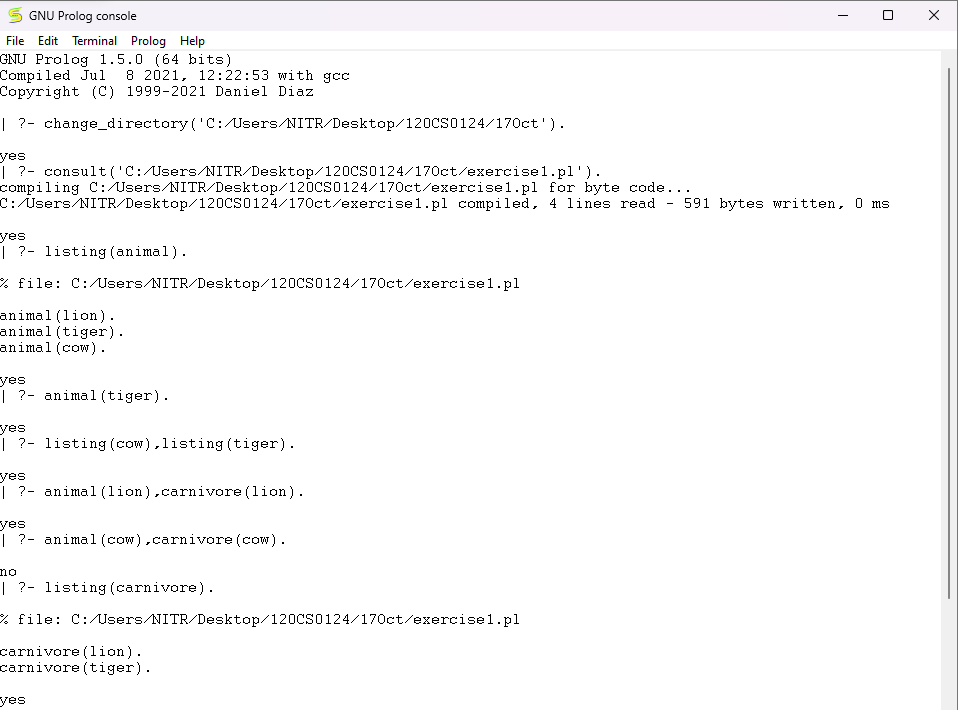 GNU Prolog console
File Edit Terminal Prolog Help
GNU Prolog 1.5.0 (64 bits)
Compiled Jul  8 2021, 12:22:53 with gcc
Copyright (C) 1999-2021 Daniel Diaz
| ?- change_directory('C:/Users/NITR/Desktop/120CS0124/17Oct').
yes
| ?- consult('C:/Users/NITR/Desktop/120CS0124/17Oct/exercise1.pl').
compiling C:/Users/NITR/Desktop/120CS0124/17Oct/exercise1.pl for byte code...
C:/Users/NITR/Desktop/120CS0124/17Oct/exercise1.pl compiled, 4 lines read - 591 bytes written, 0 ms
yes
| ?- listing(animal).
% file: C:/Users/NITR/Desktop/120CS0124/17Oct/exercise1.pl
animal(lion).
animal(tiger).
animal(cow).
yes
| ?- animal(tiger).
yes
| ?- listing(cow),listing(tiger).
yes
| ?- animal(lion),carnivore(lion).
yes
| ?- animal(cow),carnivore(cow).
no
| ?- listing(carnivore).
% file: C:/Users/NITR/Desktop/120CS0124/17Oct/exercise1.pl
carnivore(lion).
carnivore(tiger).
yes